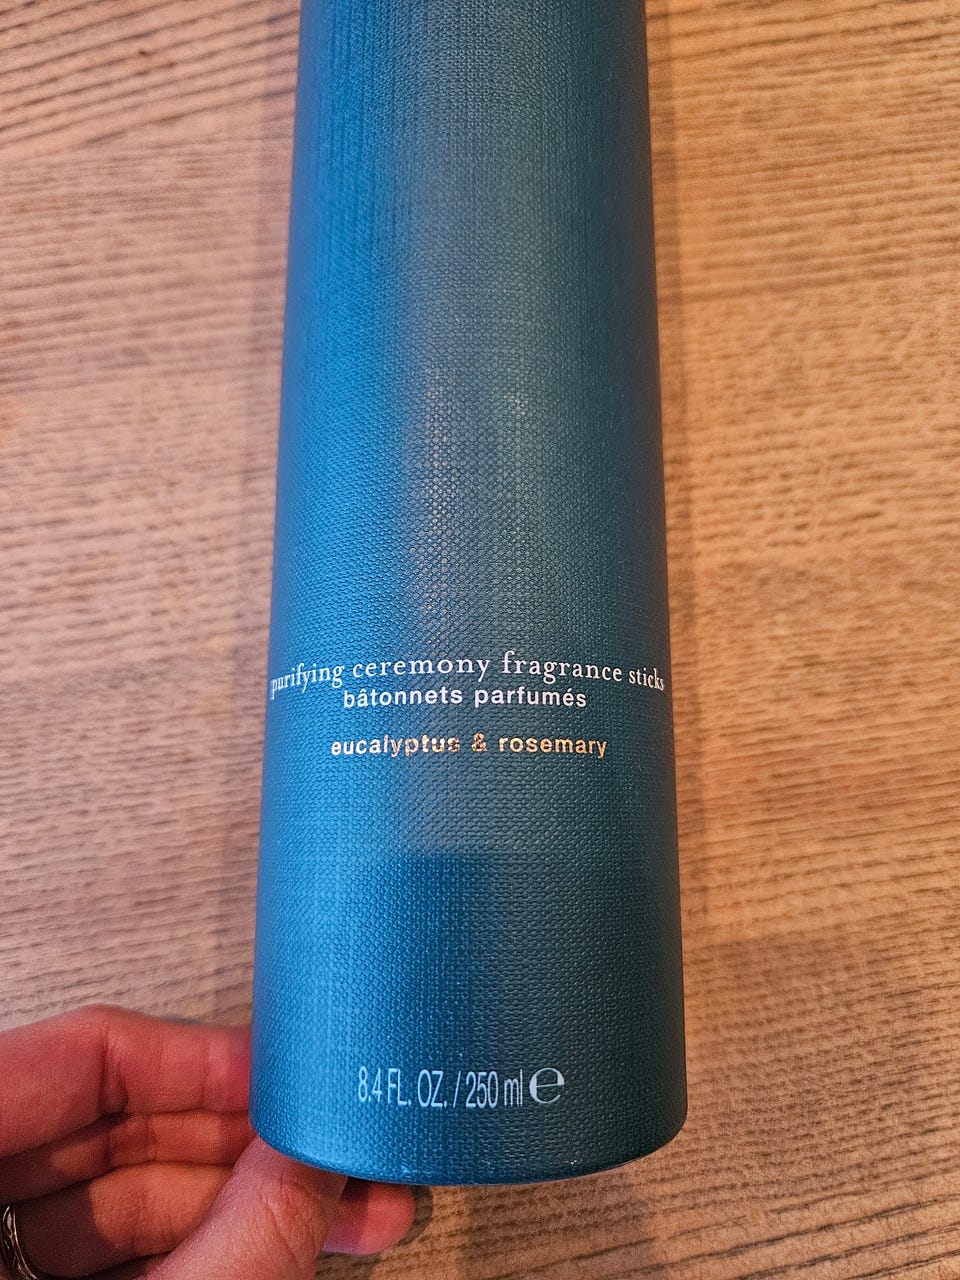 purifying ceremony fragrance sticks
bâtonnets parfumés
eucalyptus & rosemary
8.4 FL. OZ. / 250 ml ℮